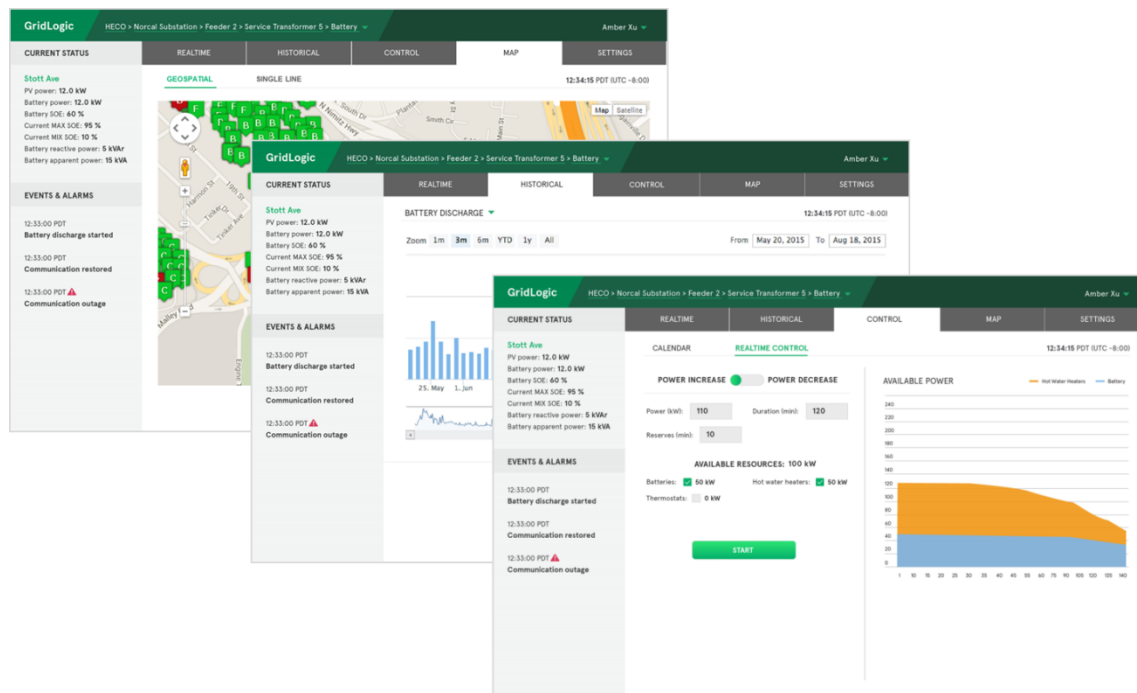 GridLogic
HECO > Norcal Substation > Feeder 2 > Service Transformer 5 > Battery
Amber Xu
CURRENT STATUS
REALTIME
HISTORICAL
CONTROL
MAP
SETTINGS
Stott Ave
PV power: 12.0 kW
Battery power: 12.0 kW
Battery SOE: 60 %
Current MAX SOE: 95 %
Current MIX SOE: 10 %
Battery reactive power: 5 kVAr
Battery apparent power: 15 kVA
EVENTS & ALARMS
12:33:00 PDT
Battery discharge started
12:33:00 PDT
Communication restored
12:33:00 PDT
Communication outage
GEOSPATIAL
SINGLE LINE
12:34:15 PDT (UTC -8:00)
Map
Satellite
N Nimitz Hwy
Smith Cir
Main St
Harmon St
19th St
Tinker Dr
Tinker Ave
Malley Rd
Engine
GridLogic
HECO > Norcal Substation > Feeder 2 > Service Transformer 5 > Battery
Amber Xu
CURRENT STATUS
REALTIME
HISTORICAL
CONTROL
MAP
SETTINGS
Stott Ave
PV power: 12.0 kW
Battery power: 12.0 kW
Battery SOE: 60 %
Current MAX SOE: 95 %
Current MIX SOE: 10 %
Battery reactive power: 5 kVAr
Battery apparent power: 15 kVA
EVENTS & ALARMS
12:33:00 PDT
Battery discharge started
12:33:00 PDT
Communication restored
12:33:00 PDT
Communication outage
BATTERY DISCHARGE
12:34:15 PDT (UTC -8:00)
Zoom 1m 3m 6m YTD 1y All
From May 20, 2015 To Aug 18, 2015
25. May 1. Jun
GridLogic
HECO > Norcal Substation > Feeder 2 > Service Transformer 5 > Battery
Amber Xu
CURRENT STATUS
REALTIME
HISTORICAL
CONTROL
MAP
SETTINGS
Stott Ave
PV power: 12.0 kW
Battery power: 12.0 kW
Battery SOE: 60 %
Current MAX SOE: 95 %
Current MIX SOE: 10 %
Battery reactive power: 5 kVAr
Battery apparent power: 15 kVA
EVENTS & ALARMS
12:33:00 PDT
Battery discharge started
12:33:00 PDT
Communication restored
12:33:00 PDT
Communication outage
CALENDAR
REALTIME CONTROL
12:34:15 PDT (UTC -8:00)
POWER INCREASE
POWER DECREASE
Power (kW): 110
Duration (min): 120
Reserves (min): 10
AVAILABLE RESOURCES: 100 kW
Batteries: 50 kW
Hot water heaters: 50 kW
Thermostats: 0 kW
START
AVAILABLE POWER
Hot Water Heaters
Battery
240
220
200
180
160
140
120
100
80
60
40
20
0
1 10 15 20 25 30 35 40 45 55 60 75 90 105 120 135 140